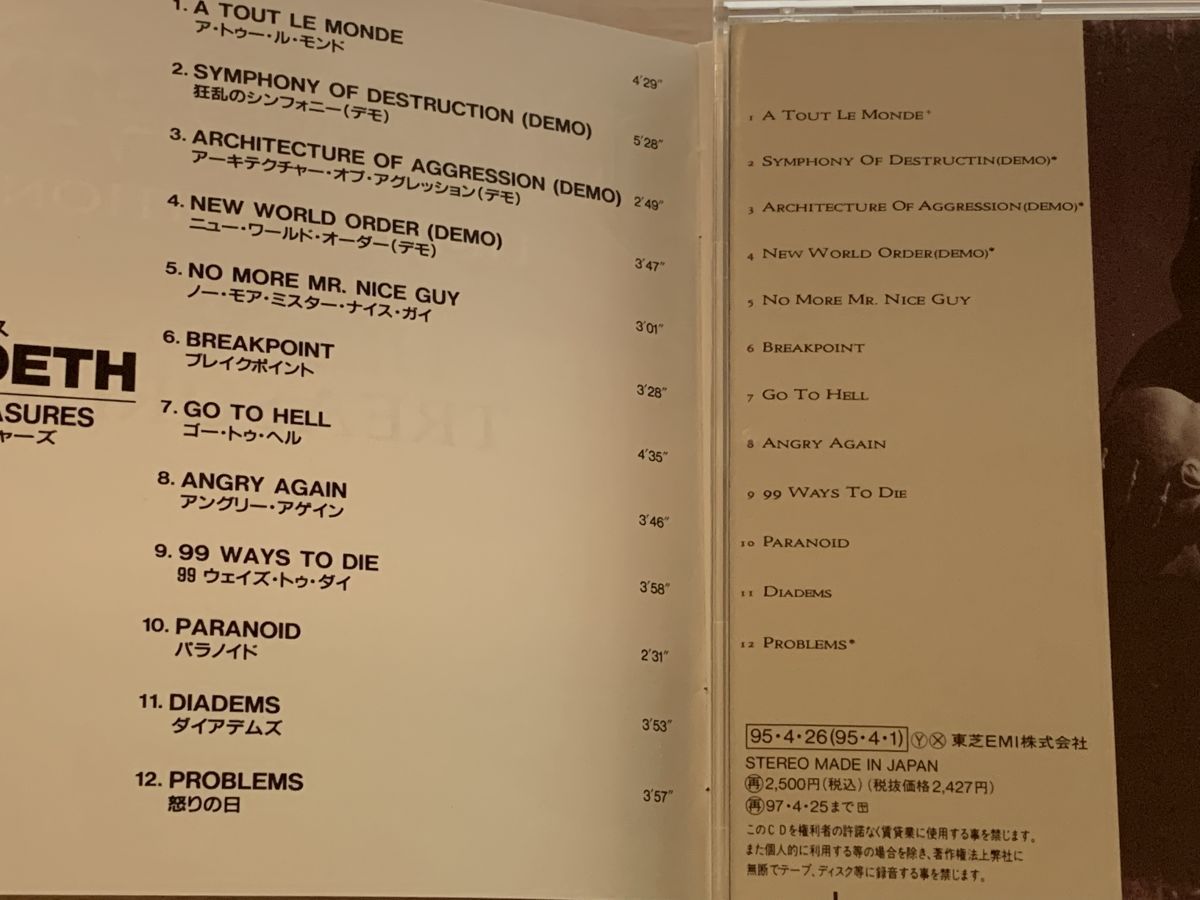 1. A TOUT LE MONDE
ア・トゥー・ル・モンド
4'29"
2. SYMPHONY OF DESTRUCTION (DEMO)
狂乱のシンフォニー(デモ)
5'28"
3. ARCHITECTURE OF AGGRESSION (DEMO)
アーキテクチャー・オブ・アグレッション(デモ)
2'49"
4. NEW WORLD ORDER (DEMO)
ニュー・ワールド・オーダー(デモ)
3'47"
5. NO MORE MR. NICE GUY
ノー・モア・ミスター・ナイス・ガイ
3'01"
6. BREAKPOINT
ブレイクポイント
3'28"
7. GO TO HELL
ゴー・トゥ・ヘル
4'35"
8. ANGRY AGAIN
アングリー・アゲイン
3'46"
9. 99 WAYS TO DIE
99 ウェイズ・トゥ・ダイ
3'58"
10. PARANOID
パラノイド
2'31"
11. DIADEMS
ダイアデムズ
3'53"
12. PROBLEMS
怒りの日
3'57"
ス
DETH
ASURES
ャーズ
1 A TOUT LE MONDE+
2 SYMPHONY OF DESTRUCTIN(DEMO)*
3 ARCHITECTURE OF AGGRESSION(DEMO)*
4 NEW WORLD ORDER(DEMO)*
5 NO MORE MR. NICE GUY
6 BREAKPOINT
7 GO TO HELL
8 ANGRY AGAIN
9 99 WAYS TO DIE
10 PARANOID
11 DIADEMS
12 PROBLEMS*
95・4・26(95・4・1)ⓎⓍ 東芝EMI株式会社
STEREO MADE IN JAPAN
再2,500円(税込)(税抜価格2,427円)
再97・4・25まで
このCDを権利者の許諾なく賃貸業に使用する事を禁じます。
また個人的に利用する等の場合を除き、著作権法上弊社に
無断でテープ、ディスク等に録音する事を禁じます。